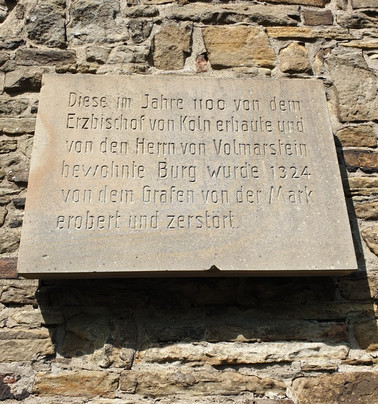 Diese im Jahre 1100 von dem
Erzbischof von Köln erbaute und
von den Herrn von Volmarstein
bewohnte Burg wurde 1324
von dem Grafen von der Mark
erobert und zerstört.